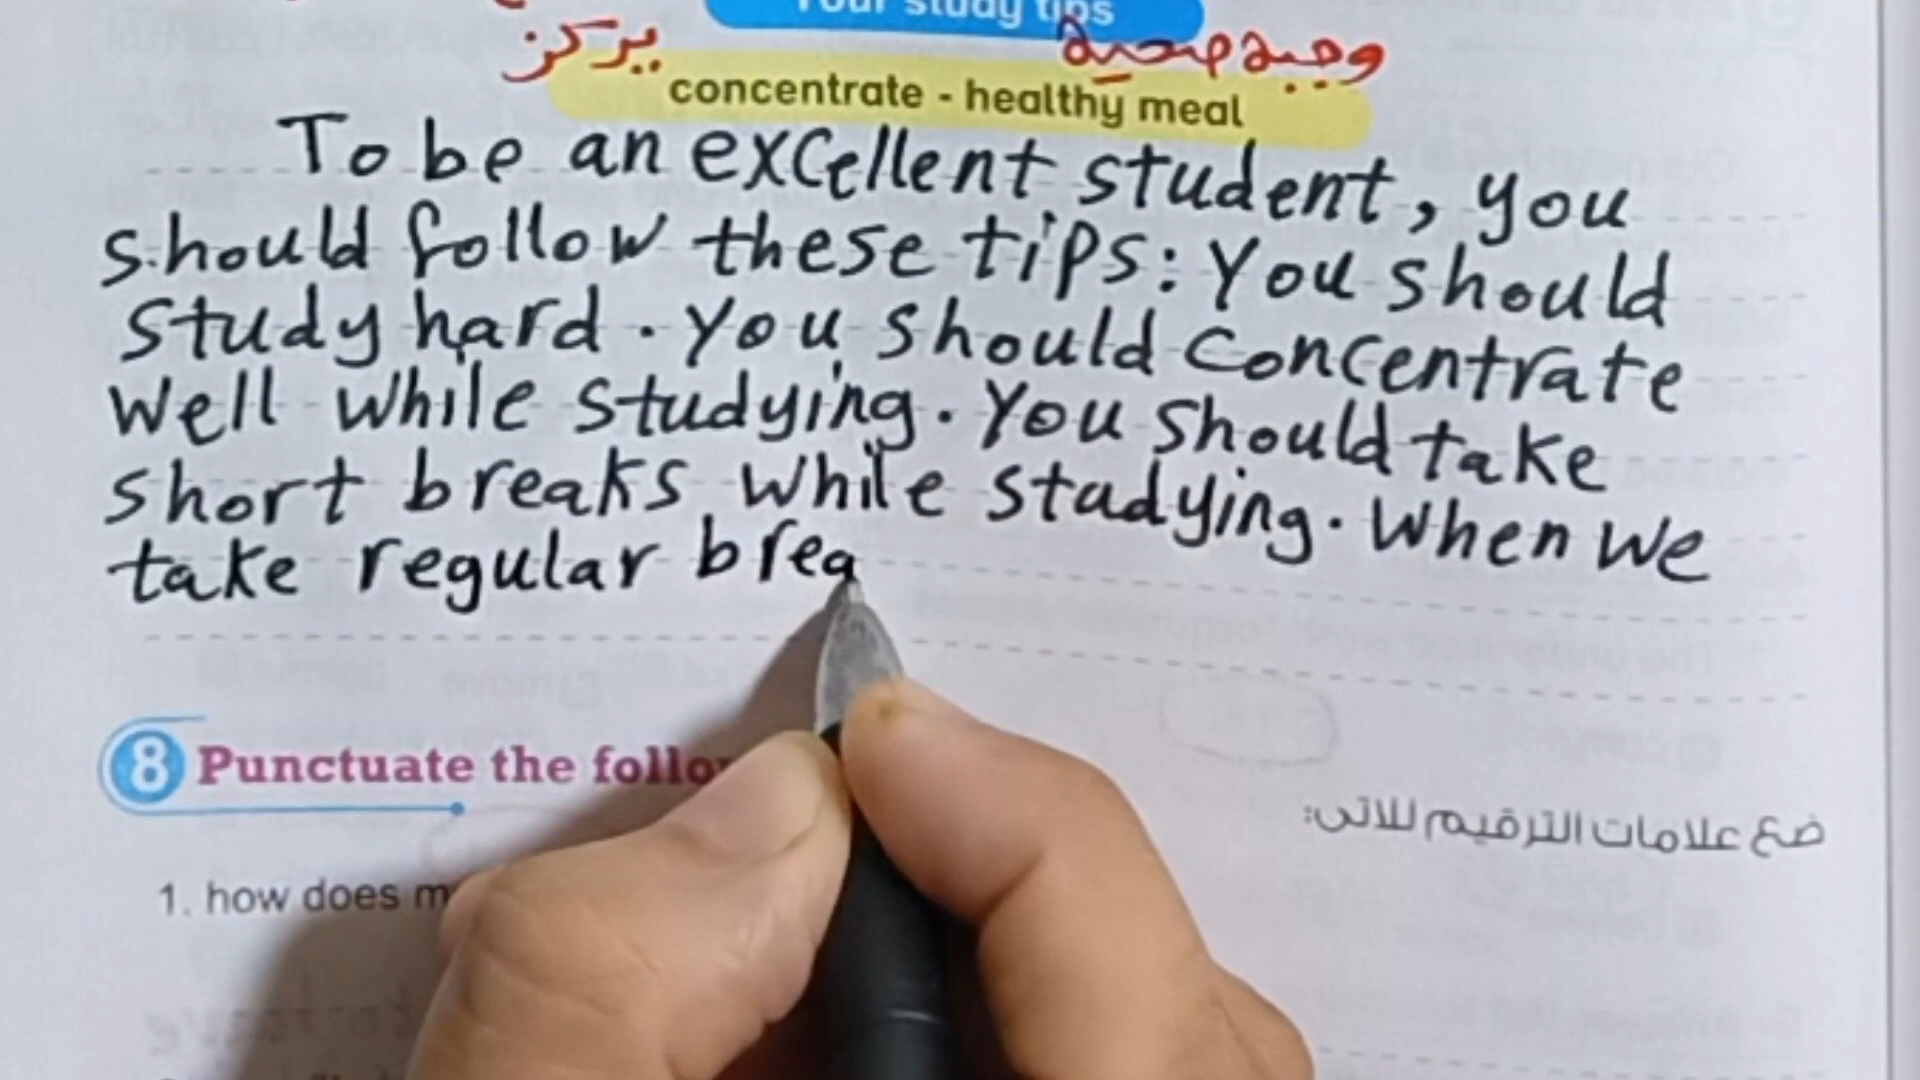 Your study tips
يركز
وجبة صحية
concentrate - healthy meal
To be an excellent student, you
should follow these tips: You should
study hard. You should concentrate
well while studying. You should take
short breaks while studying. When we
take regular brea
8 Punctuate the follo
ضع علامات الترقيم للاتى:
1. how does m